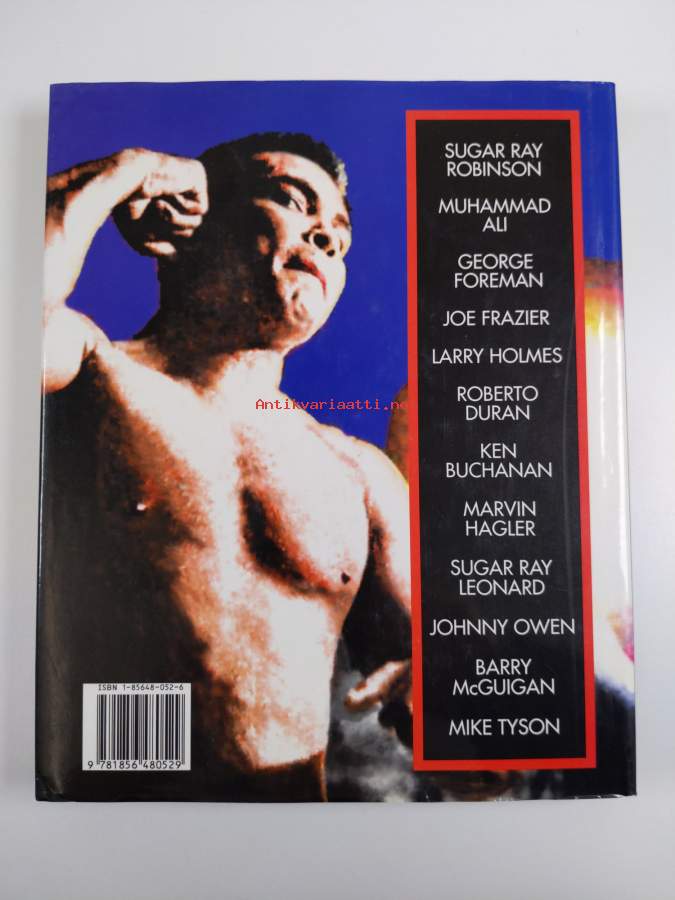 SUGAR RAY
ROBINSON
MUHAMMAD
ALI
GEORGE
FOREMAN
JOE FRAZIER
LARRY HOLMES
ROBERTO
DURAN
KEN
BUCHANAN
MARVIN
HAGLER
SUGAR RAY
LEONARD
JOHNNY OWEN
BARRY
McGUIGAN
MIKE TYSON
Antikvariaatti.net
ISBN 1-85648-052-6
9 781856 480529